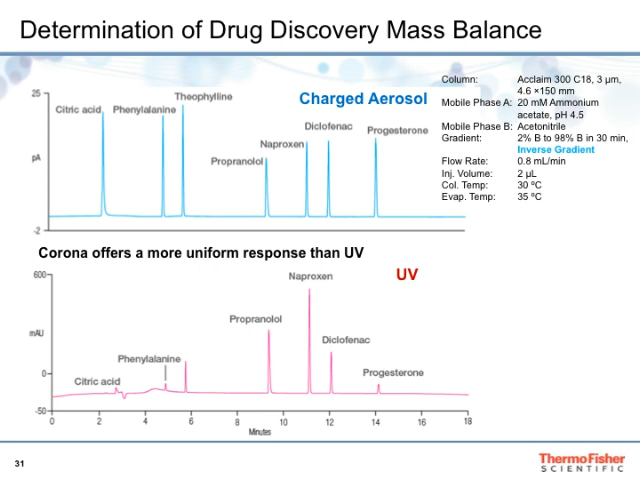 Determination of Drug Discovery Mass Balance
Column: Acclaim 300 C18, 3 µm,
4.6 ×150 mm
Mobile Phase A: 20 mM Ammonium
acetate, pH 4.5
Mobile Phase B: Acetonitrile
Gradient: 2% B to 98% B in 30 min,
Inverse Gradient
Flow Rate: 0.8 mL/min
Inj. Volume: 2 µL
Col. Temp: 30 ºC
Evap. Temp: 35 ºC
Charged Aerosol
25
pA
-2
Citric acid
Phenylalanine
Theophylline
Propranolol
Naproxen
Diclofenac
Progesterone
Corona offers a more uniform response than UV
UV
600
mAU
0
-50
Citric acid
Phenylalanine
Propranolol
Naproxen
Diclofenac
Progesterone
0 2 4 6 8 10 12 14 16 18
Minutes
31
ThermoFisher
SCIENTIFIC